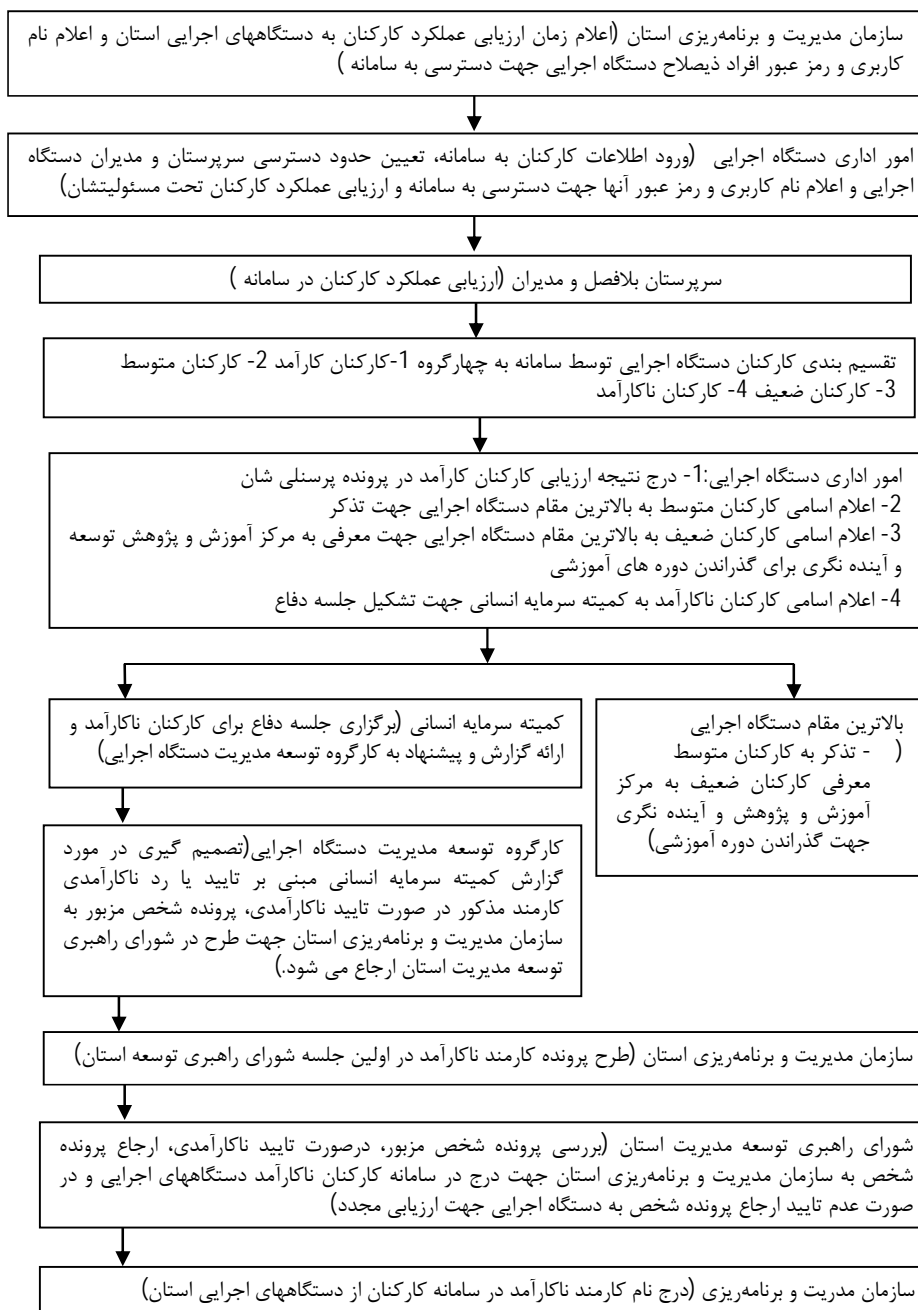 سازمان مدیریت و برنامه‌ریزی استان (اعلام زمان ارزیابی عملکرد کارکنان به دستگاههای اجرایی استان و اعلام نام
کاربری و رمز عبور افراد ذیصلاح دستگاه اجرایی جهت دسترسی به سامانه )
امور اداری دستگاه اجرایی (ورود اطلاعات کارکنان به سامانه، تعیین حدود دسترسی سرپرستان و مدیران دستگاه
اجرایی و اعلام نام کاربری و رمز عبور آنها جهت دسترسی به سامانه و ارزیابی عملکرد کارکنان تحت مسئولیتشان)
سرپرستان بلافصل و مدیران (ارزیابی عملکرد کارکنان در سامانه )
تقسیم بندی کارکنان دستگاه اجرایی توسط سامانه به چهارگروه 1-کارکنان کارآمد 2- کارکنان متوسط
3- کارکنان ضعیف 4- کارکنان ناکارآمد
امور اداری دستگاه اجرایی:1- درج نتیجه ارزیابی کارکنان کارآمد در پرونده پرسنلی شان
2- اعلام اسامی کارکنان متوسط به بالاترین مقام دستگاه اجرایی جهت تذکر
3- اعلام اسامی کارکنان ضعیف به بالاترین مقام دستگاه اجرایی جهت معرفی به مرکز آموزش و پژوهش توسعه
و آینده نگری برای گذراندن دوره های آموزشی
4- اعلام اسامی کارکنان ناکارآمد به کمیته سرمایه انسانی جهت تشکیل جلسه دفاع
بالاترین مقام دستگاه اجرایی
( - تذکر به کارکنان متوسط
معرفی کارکنان ضعیف به مرکز
آموزش و پژوهش و آینده نگری
جهت گذراندن دوره آموزشی)
کمیته سرمایه انسانی (برگزاری جلسه دفاع برای کارکنان ناکارآمد و
ارائه گزارش و پیشنهاد به کارگروه توسعه مدیریت دستگاه اجرایی)
کارگروه توسعه مدیریت دستگاه اجرایی(تصمیم گیری در مورد
گزارش کمیته سرمایه انسانی مبنی بر تایید یا رد ناکارآمدی
کارمند مذکور در صورت تایید ناکارآمدی، پرونده شخص مزبور به
سازمان مدیریت و برنامه‌ریزی استان جهت طرح در شورای راهبری
توسعه مدیریت استان ارجاع می شود.)
سازمان مدیریت و برنامه‌ریزی استان (طرح پرونده کارمند ناکارآمد در اولین جلسه شورای راهبری توسعه استان)
شورای راهبری توسعه مدیریت استان (بررسی پرونده شخص مزبور، درصورت تایید ناکارآمدی، ارجاع پرونده
شخص به سازمان مدیریت و برنامه‌ریزی استان جهت درج در سامانه کارکنان ناکارآمد دستگاههای اجرایی و در
صورت عدم تایید ارجاع پرونده شخص به دستگاه اجرایی جهت ارزیابی مجدد)
سازمان مدریت و برنامه‌ریزی (درج نام کارمند ناکارآمد در سامانه کارکنان از دستگاههای اجرایی استان)